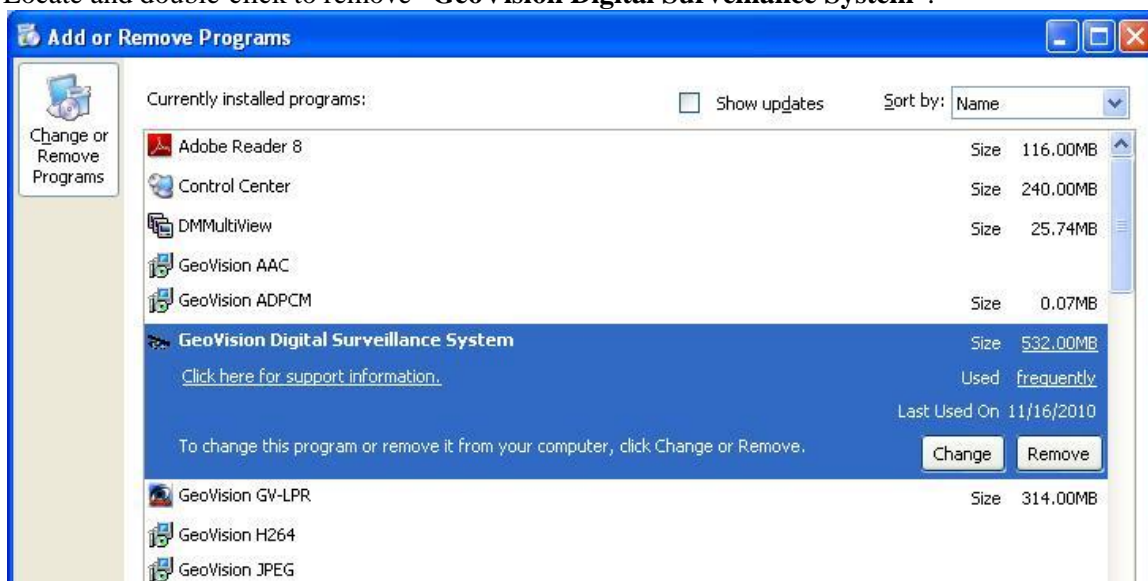 Locate and double-click to remove "GeoVision Digital Surveillance System".
Add or Remove Programs
Change or
Remove
Programs
Currently installed programs:
Show updates
Sort by: Name
Adobe Reader 8 Size 116.00MB
Control Center Size 240.00MB
DMMultiView Size 25.74MB
GeoVision AAC
GeoVision ADPCM Size 0.07MB
GeoVision Digital Surveillance System Size 532.00MB
Click here for support information. Used frequently
Last Used On 11/16/2010
To change this program or remove it from your computer, click Change or Remove. Change Remove
GeoVision GV-LPR Size 314.00MB
GeoVision H264
GeoVision JPEG